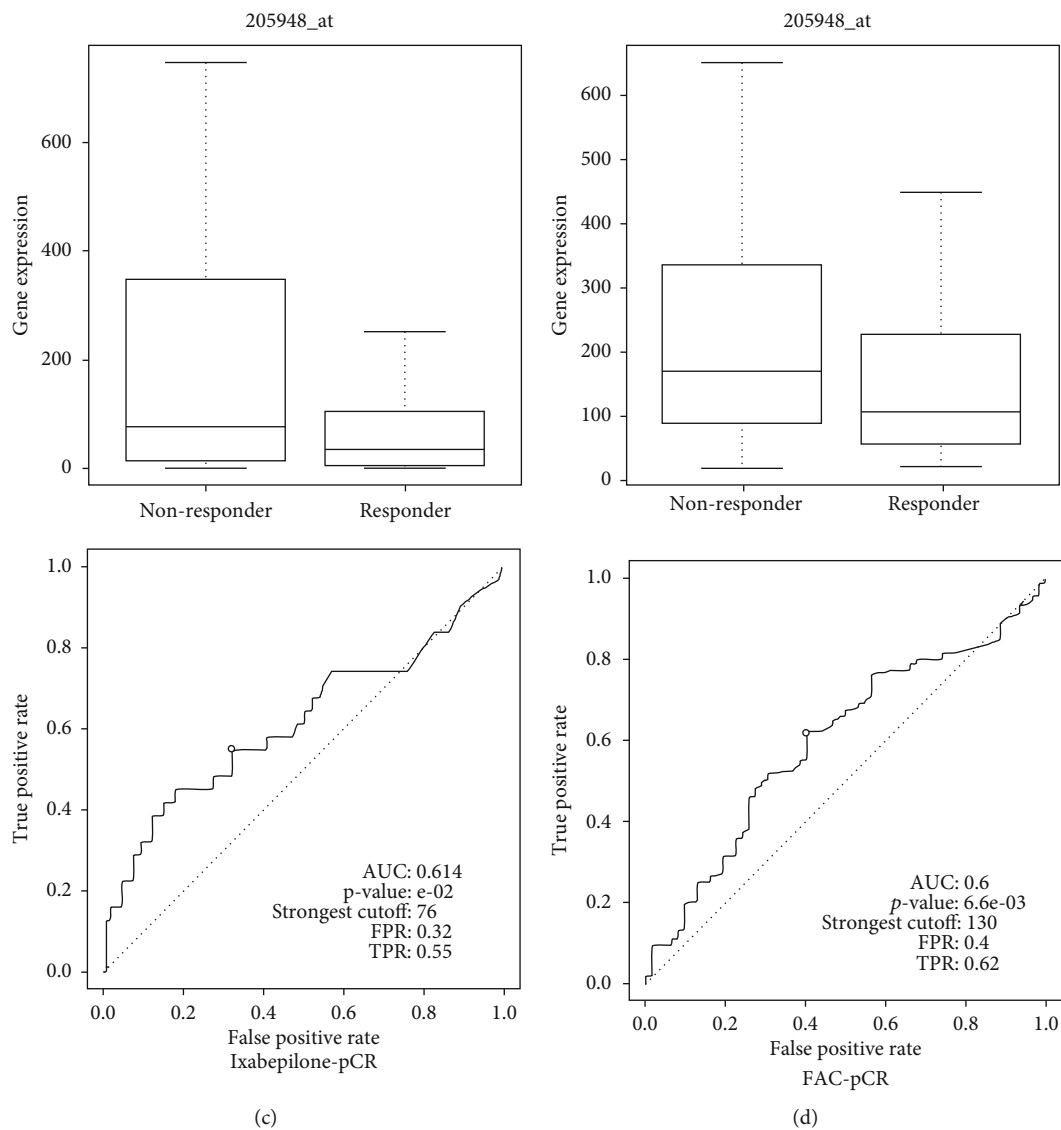 205948_at
600
400
200
0
Gene expression
Non-responder
Responder
205948_at
600
500
400
300
200
100
0
Gene expression
Non-responder
Responder
1.0
0.8
0.6
0.4
0.2
0.0
True positive rate
AUC: 0.614
p-value: e-02
Strongest cutoff: 76
FPR: 0.32
TPR: 0.55
0.0 0.2 0.4 0.6 0.8 1.0
False positive rate
Ixabepilone-pCR
(c)
1.0
0.8
0.6
0.4
0.2
0.0
True positive rate
AUC: 0.6
p-value: 6.6e-03
Strongest cutoff: 130
FPR: 0.4
TPR: 0.62
0.0 0.2 0.4 0.6 0.8 1.0
False positive rate
FAC-pCR
(d)